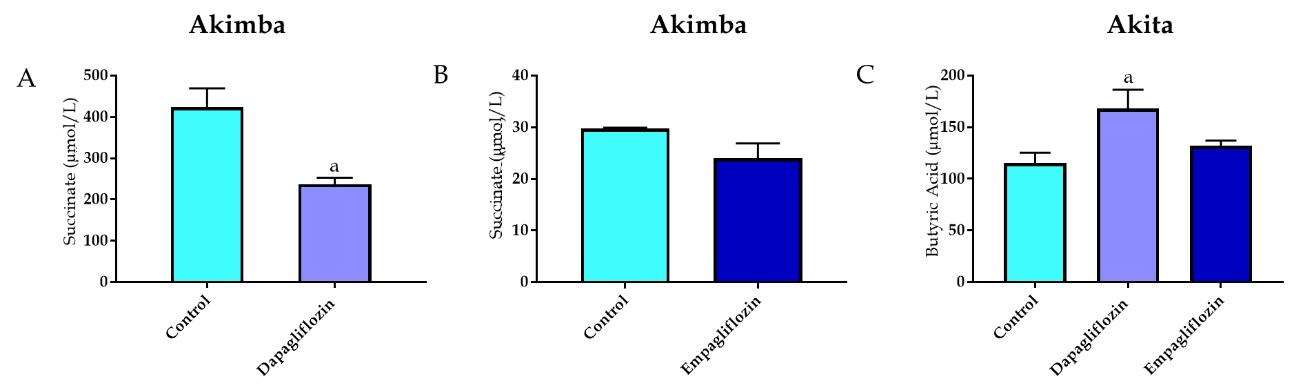 Akimba
A
Succinate (µmol/L)
500
400
300
200
100
0
a
Control
Dapagliflozin
Akimba
B
Succinate (µmol/L)
40
30
20
10
0
Control
Empagliflozin
Akita
C
Butyric Acid (µmol/L)
200
150
100
50
0
a
Control
Dapagliflozin
Empagliflozin